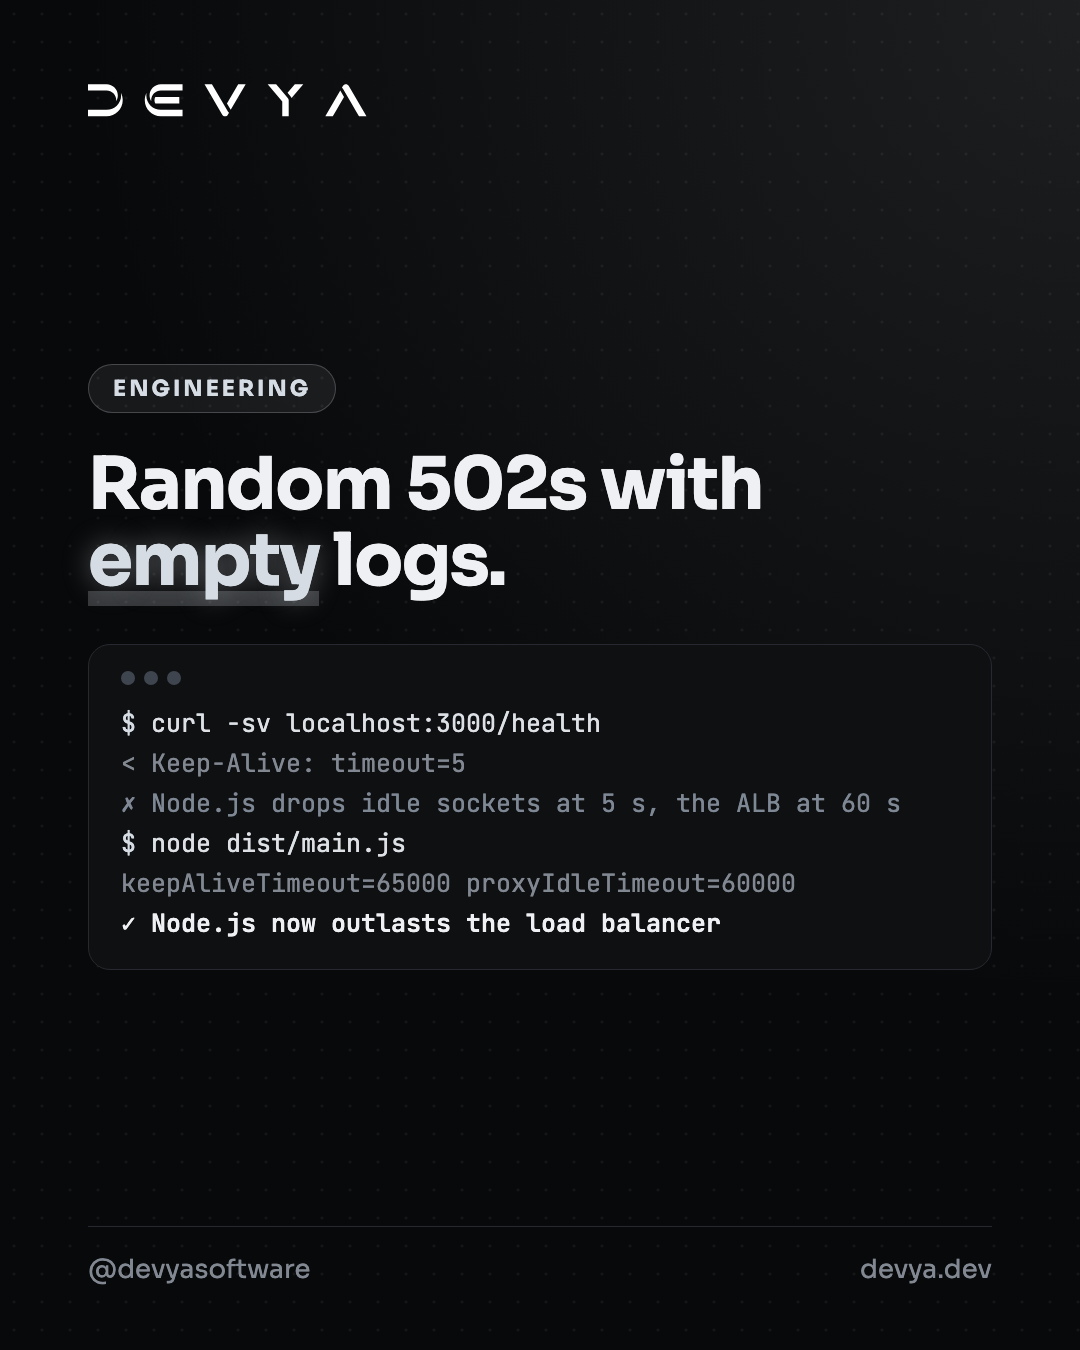 DEVYA
ENGINEERING
Random 502s with
empty logs.
$ curl -sv localhost:3000/health
< Keep-Alive: timeout=5
✗ Node.js drops idle sockets at 5 s, the ALB at 60 s
$ node dist/main.js
keepAliveTimeout=65000 proxyIdleTimeout=60000
✓ Node.js now outlasts the load balancer
@devyasoftware
devya.dev